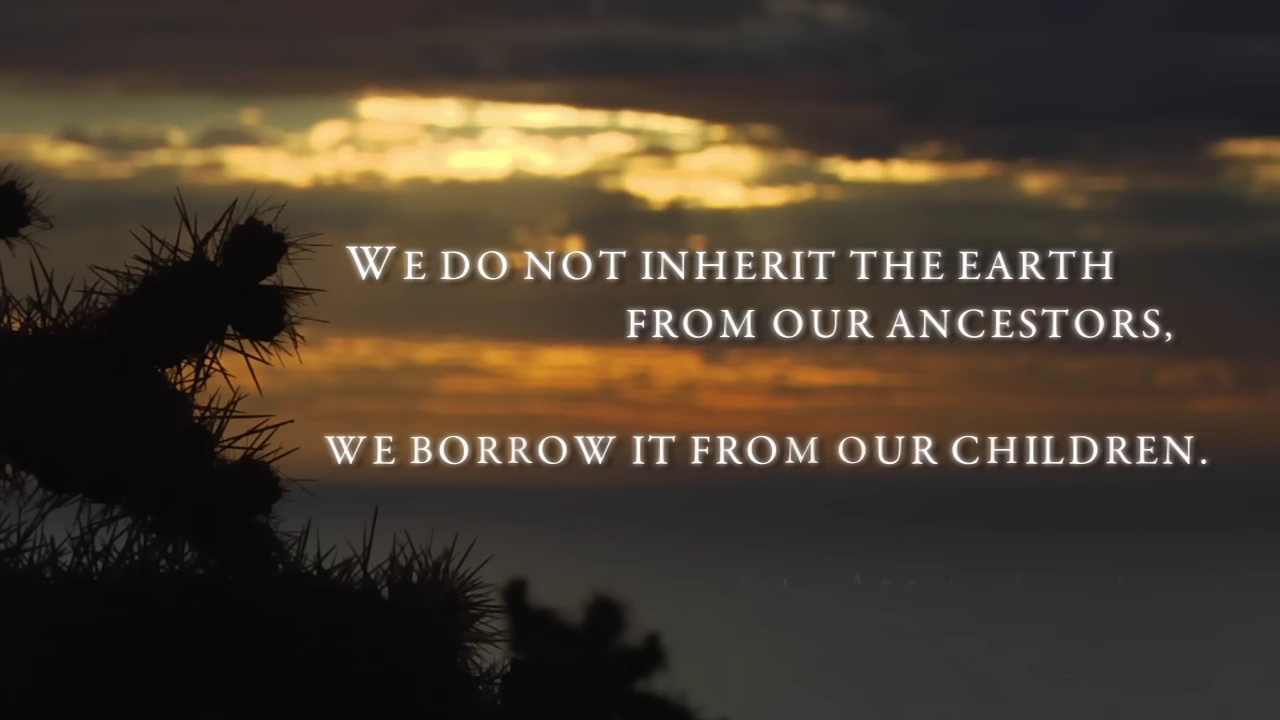 WE DO NOT INHERIT THE EARTH
FROM OUR ANCESTORS,
WE BORROW IT FROM OUR CHILDREN.